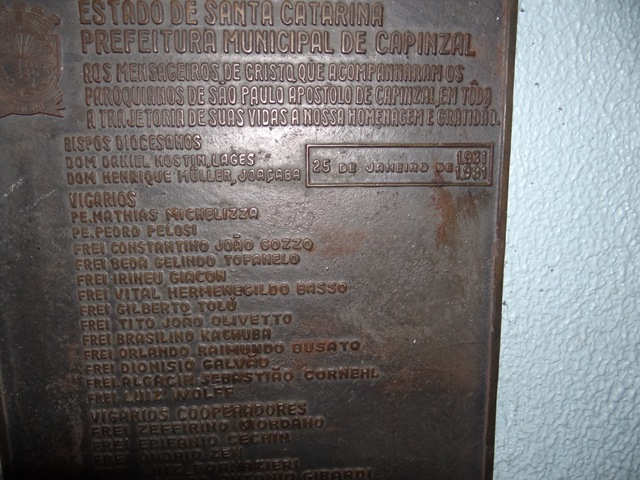 ESTADO DE SANTA CATARINA
PREFEITURA MUNICIPAL DE CAPINZAL
AOS MENSAGEIROS DE CRISTO, QUE ACOMPANHARAM OS
PAROQUIANOS DE SAO PAULO APOSTOLO DE CAPINZAL, EM TÔDA
A TRAJETORIA DE SUAS VIDAS A NOSSA HOMENAGEM E GRATIDÃO.
BISPOS DIOCESANOS
DOM DANIEL HOSTIN, LAGES
DOM HENRIQUE MÜLLER, JOAÇABA
25 DE JANEIRO DE 1931 1981
VIGARIOS
PE. MATHIAS MICHELIZZA
PE. PEDRO PELOSI
FREI CONSTANTINO JOÃO GOZZO
FREI BEDA GELINDO TOFANELO
FREI IRINEU GIACON
FREI VITAL HERMENEGILDO BASSO
FREI GILBERTO TOLÚ
FREI TITO JOÃO OLIVETTO
FREI BRASILINO KACHUBA
FREI ORLANDO RAIMUNDO BUSATO
FREI DIONISIO GALVÃO
FREI SEBASTIÃO CORNEHL
FREI LUIZ WOLFF
VIGARIOS COOPERADORES
FREI ZEFFIRINO GIORDANO
FREI EPIFANIO CECHIN
FREI ZEN
FORNAZIERI
GIRARDI